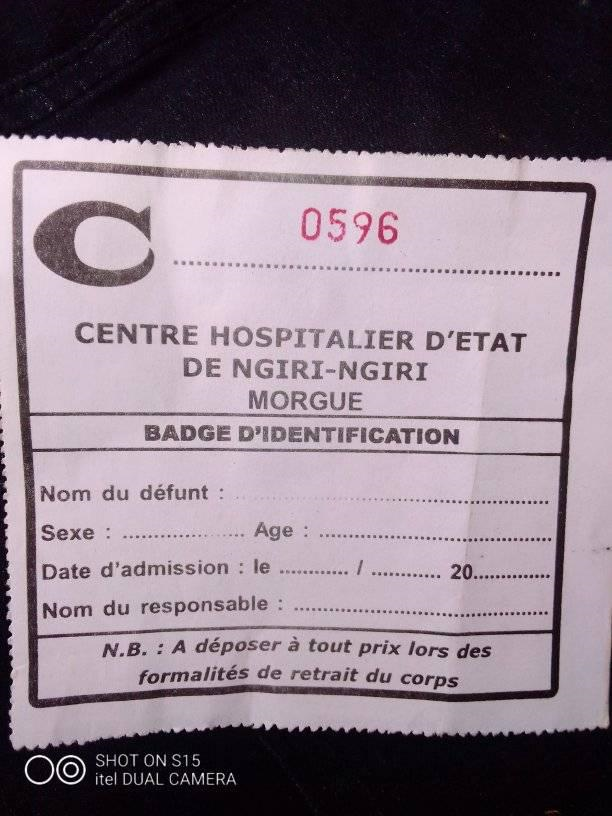 C
0596
........................................................
CENTRE HOSPITALIER D'ETAT
DE NGIRI-NGIRI
MORGUE
BADGE D'IDENTIFICATION
Nom du défunt : ..............................................
Sexe : ..................... Age : ..................................
Date d'admission : le ............ / ............ 20.............
Nom du responsable : .....................................
N.B. : A déposer à tout prix lors des
formalités de retrait du corps
SHOT ON S15
itel DUAL CAMERA